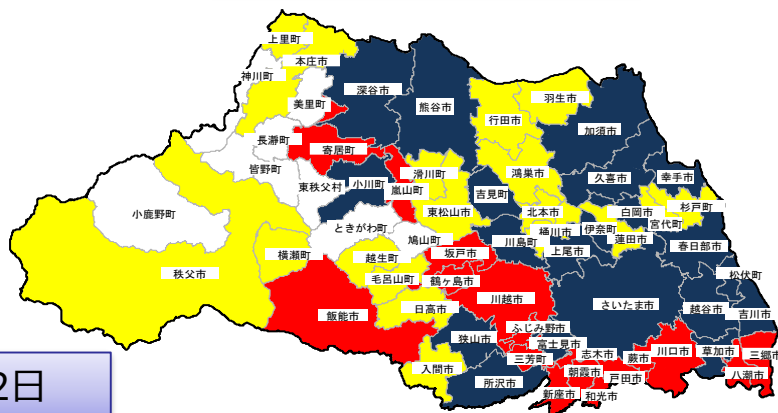 上里町
本庄市
神川町
深谷市
美里町
熊谷市
羽生市
行田市
加須市
長瀞町
寄居町
皆野町
滑川町
鴻巣市
久喜市
幸手市
東秩父村
小川町
嵐山町
吉見町
小鹿野町
東松山市
北本市
白岡市
杉戸町
ときがわ町
鳩山町
川島町
桶川市
伊奈町
宮代町
蓮田市
横瀬町
越生町
坂戸市
上尾市
春日部市
秩父市
毛呂山町
鶴ヶ島市
松伏町
川越市
さいたま市
日高市
越谷市
吉川市
飯能市
ふじみ野市
狭山市
富士見市
志木市
川口市
草加市
三郷市
三芳町
蕨市
入間市
朝霞市
戸田市
八潮市
所沢市
新座市
和光市
2日